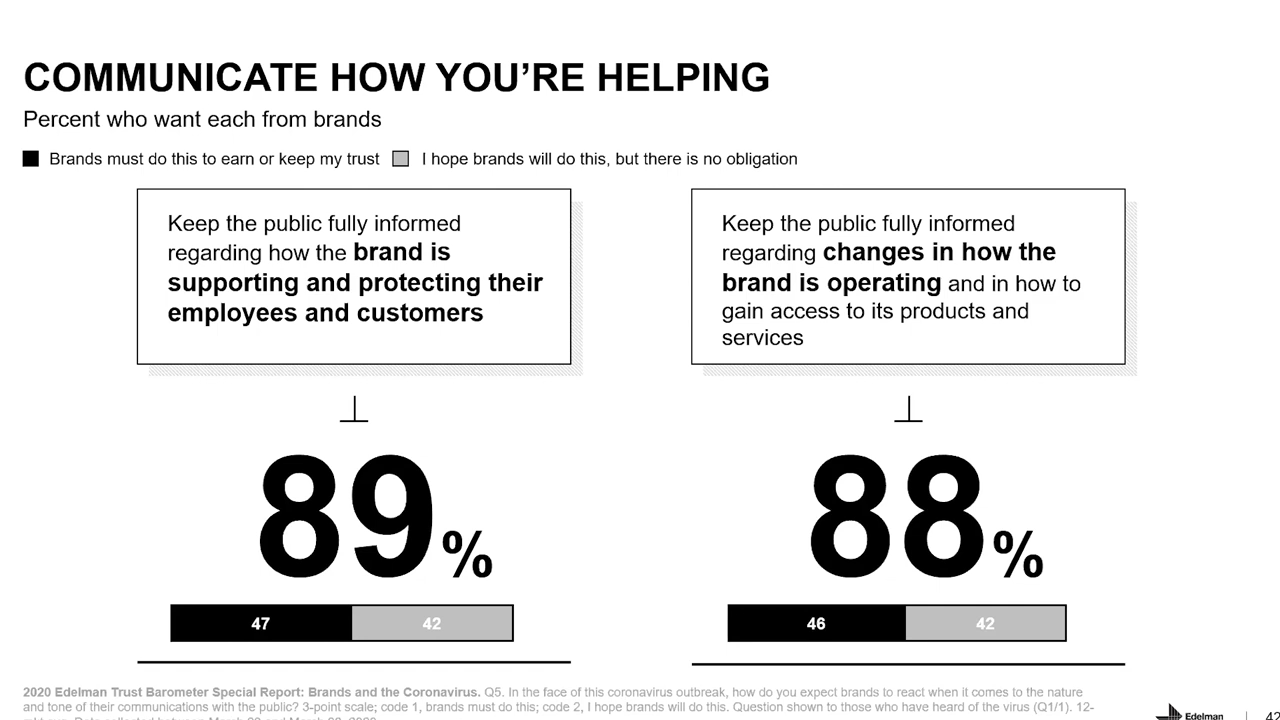 COMMUNICATE HOW YOU’RE HELPING
Percent who want each from brands
Brands must do this to earn or keep my trust
I hope brands will do this, but there is no obligation
Keep the public fully informed
regarding how the brand is
supporting and protecting their
employees and customers
89%
47 42
Keep the public fully informed
regarding changes in how the
brand is operating and in how to
gain access to its products and
services
88%
46 42
2020 Edelman Trust Barometer Special Report: Brands and the Coronavirus. Q5. In the face of this coronavirus outbreak, how do you expect brands to react when it comes to the nature
and tone of their communications with the public? 3-point scale; code 1, brands must do this; code 2, I hope brands will do this. Question shown to those who have heard of the virus (Q1/1). 12-
Edelman